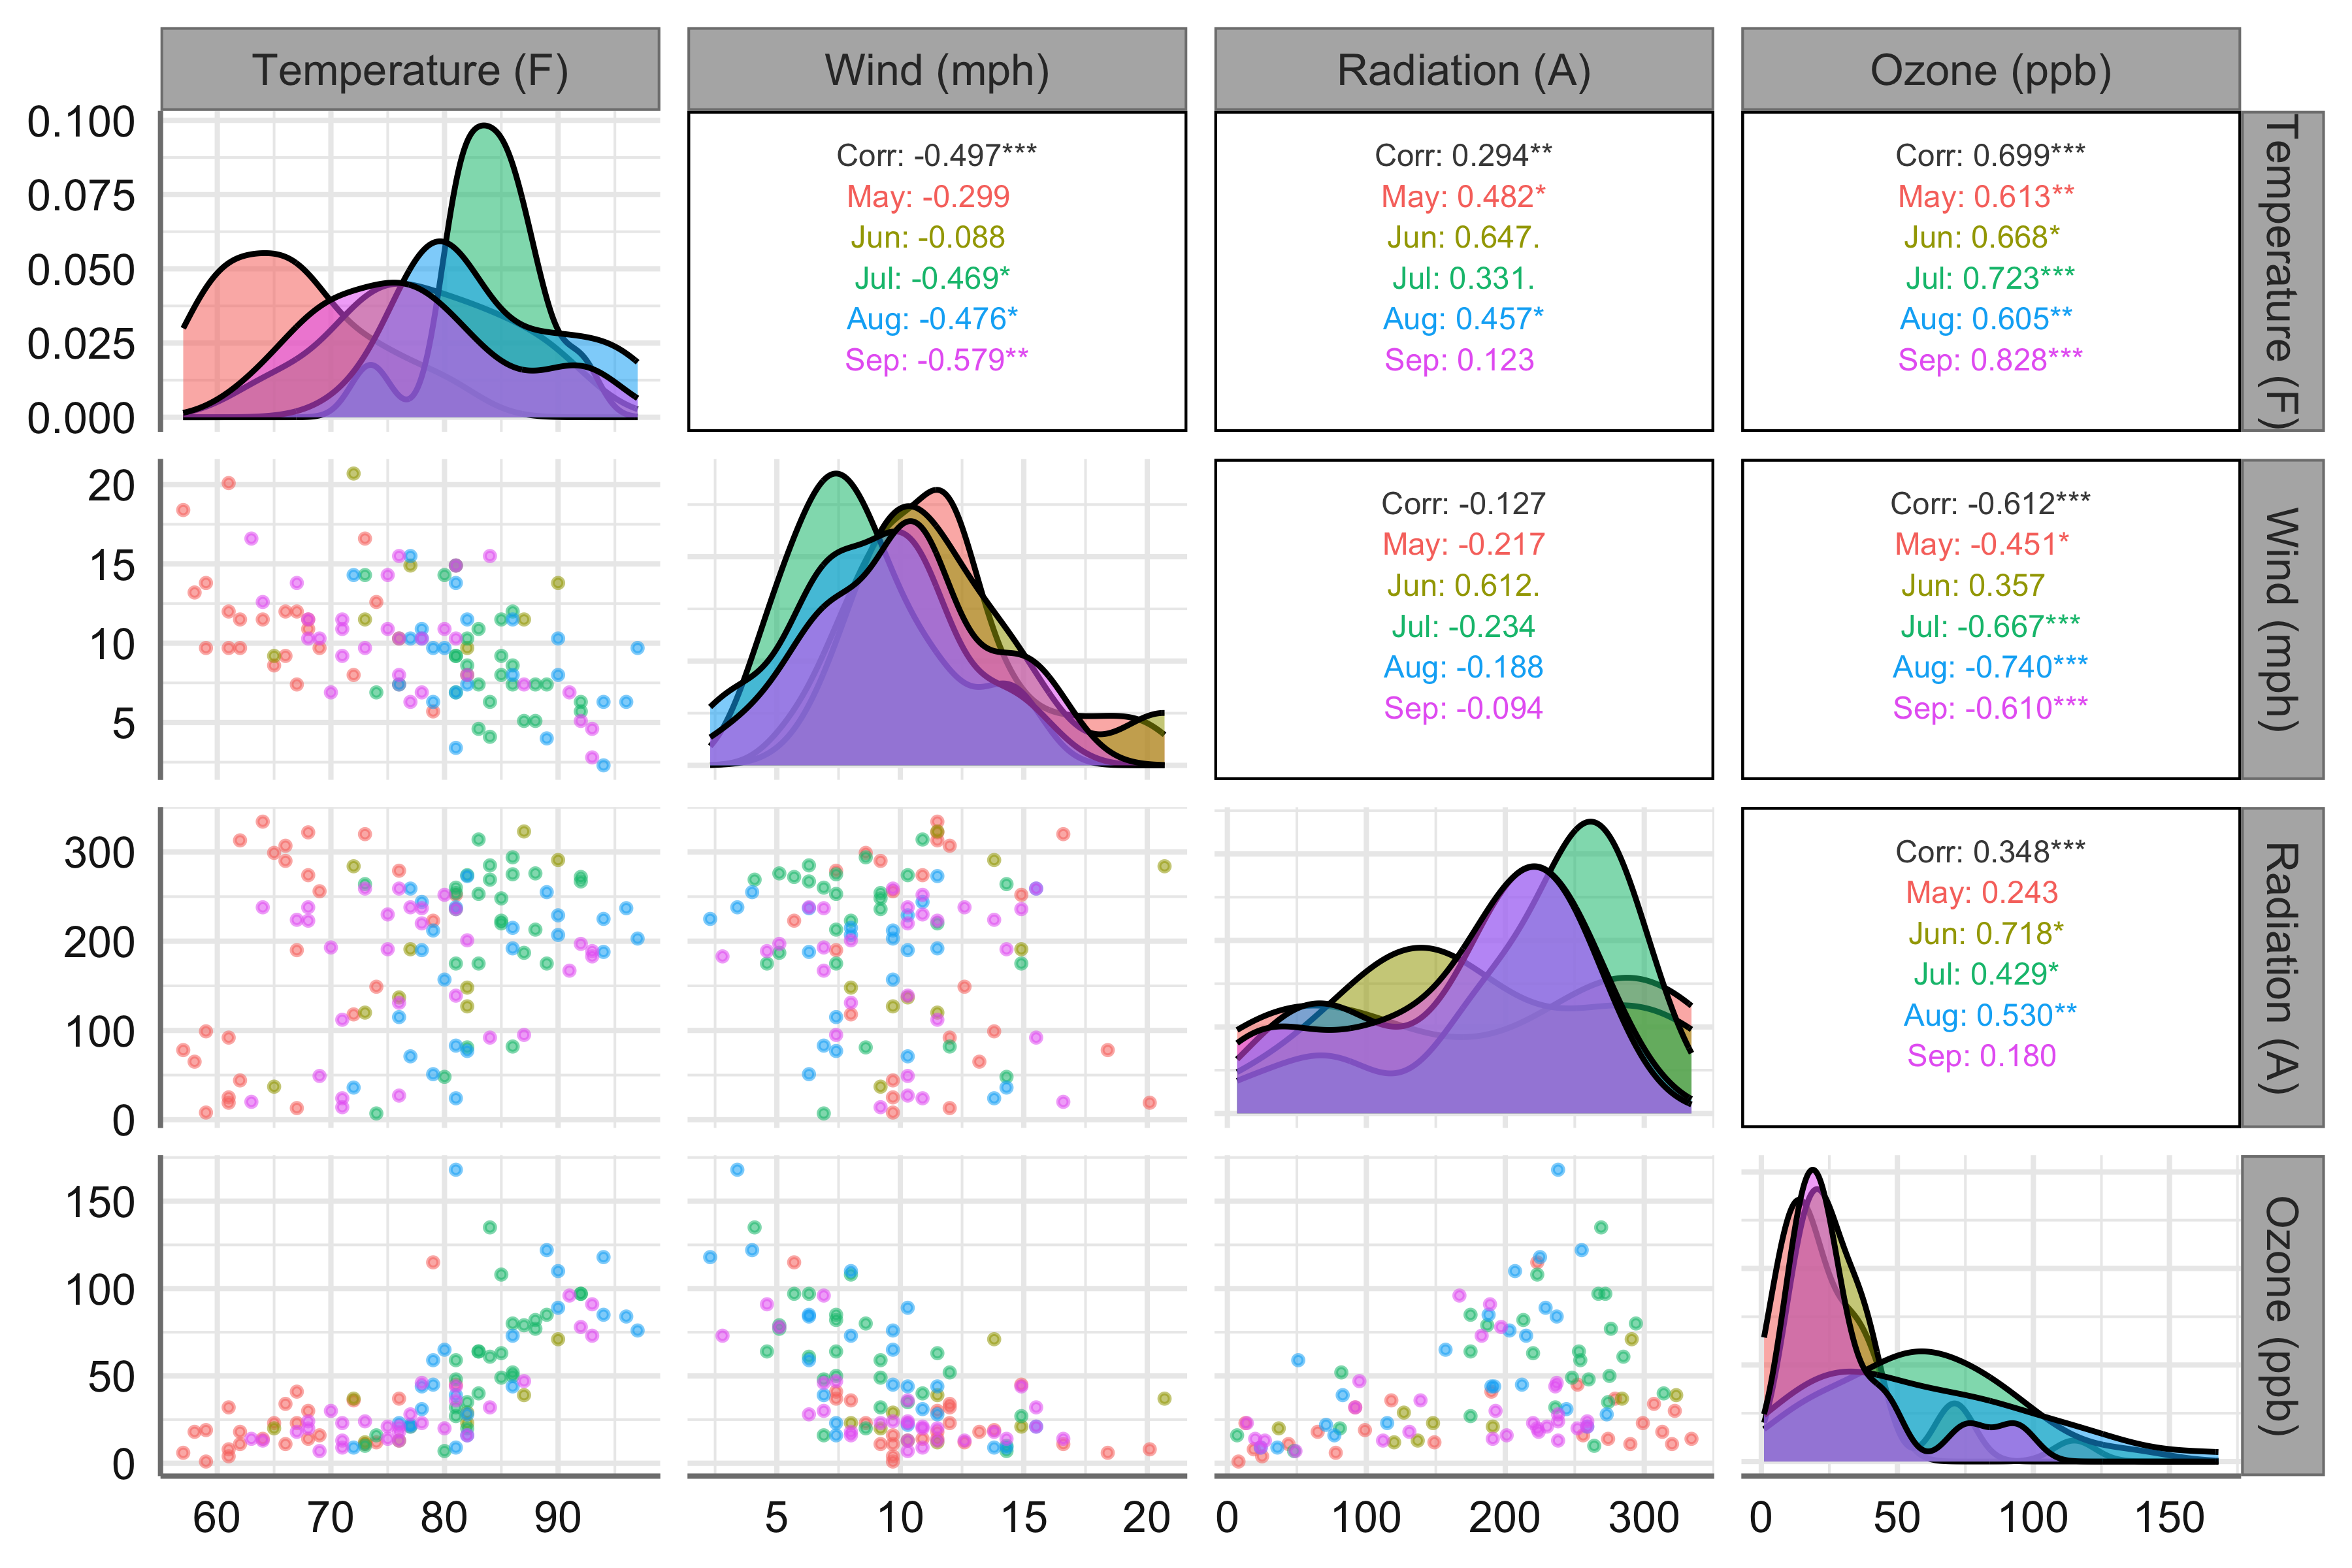 Temperature (F)
Wind (mph)
Radiation (A)
Ozone (ppb)
0.100
0.075
0.050
0.025
0.000
Corr: -0.497***
May: -0.299
Jun: -0.088
Jul: -0.469*
Aug: -0.476*
Sep: -0.579**
Corr: 0.294**
May: 0.482*
Jun: 0.647.
Jul: 0.331.
Aug: 0.457*
Sep: 0.123
Corr: 0.699***
May: 0.613**
Jun: 0.668*
Jul: 0.723***
Aug: 0.605**
Sep: 0.828***
Temperature (F)
20
15
10
5
Corr: -0.127
May: -0.217
Jun: 0.612.
Jul: -0.234
Aug: -0.188
Sep: -0.094
Corr: -0.612***
May: -0.451*
Jun: 0.357
Jul: -0.667***
Aug: -0.740***
Sep: -0.610***
Wind (mph)
300
200
100
0
Corr: 0.348***
May: 0.243
Jun: 0.718*
Jul: 0.429*
Aug: 0.530**
Sep: 0.180
Radiation (A)
150
100
50
0
Ozone (ppb)
60 70 80 90
5 10 15 20
0 100 200 300
0 50 100 150